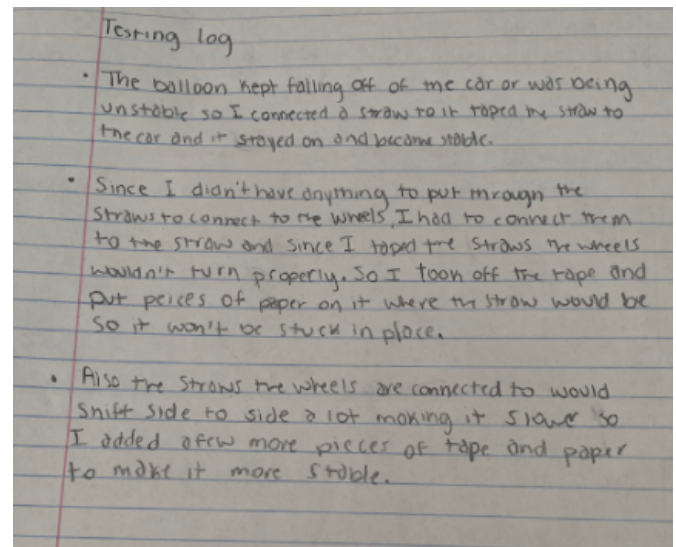 Testing log
• The balloon kept falling off of the car or was being
unstable so I connected a straw to it taped the straw to
the car and it stayed on and became stable.
• Since I didn't have anything to put through the
straws to connect to the wheels, I had to connect them
to the straw and since I taped the straws the wheels
wouldn't turn properly. So I took off the tape and
put peices of paper on it where the straw would be
so it won't be stuck in place.
• Also the straws the wheels are connected to would
shift side to side a lot making it slower so
I added a few more pieces of tape and paper
to make it more stable.